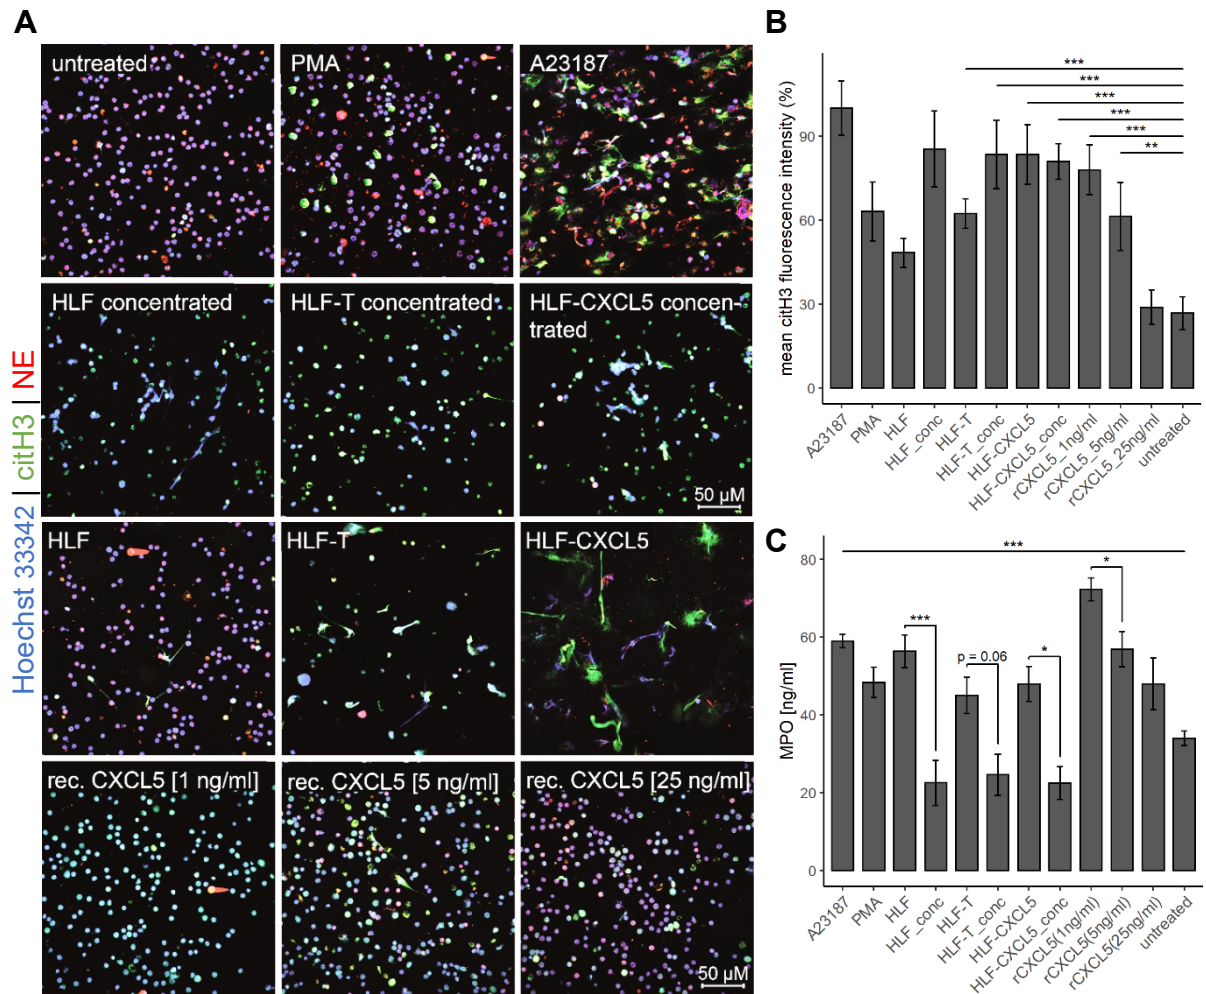 A
untreated
PMA
A23187
HLF concentrated
HLF-T concentrated
HLF-CXCL5 concen-
trated
50 µM
HLF
HLF-T
HLF-CXCL5
rec. CXCL5 [1 ng/ml]
rec. CXCL5 [5 ng/ml]
rec. CXCL5 [25 ng/ml]
50 µM
Hoechst 33342 | citH3 | NE
B
mean citH3 fluorescence intensity (%)
90
60
30
0
***
***
***
***
***
**
A23187
PMA
HLF
HLF_conc
HLF-T
HLF-T_conc
HLF-CXCL5
HLF-CXCL5_conc
rCXCL5_1ng/ml
rCXCL5_5ng/ml
rCXCL5_25ng/ml
untreated
C
MPO [ng/ml]
80
60
40
20
0
***
***
p = 0.06
*
*
A23187
PMA
HLF
HLF_conc
HLF-T
HLF-T_conc
HLF-CXCL5
HLF-CXCL5_conc
rCXCL5(1ng/ml)
rCXCL5(5ng/ml)
rCXCL5(25ng/ml)
untreated